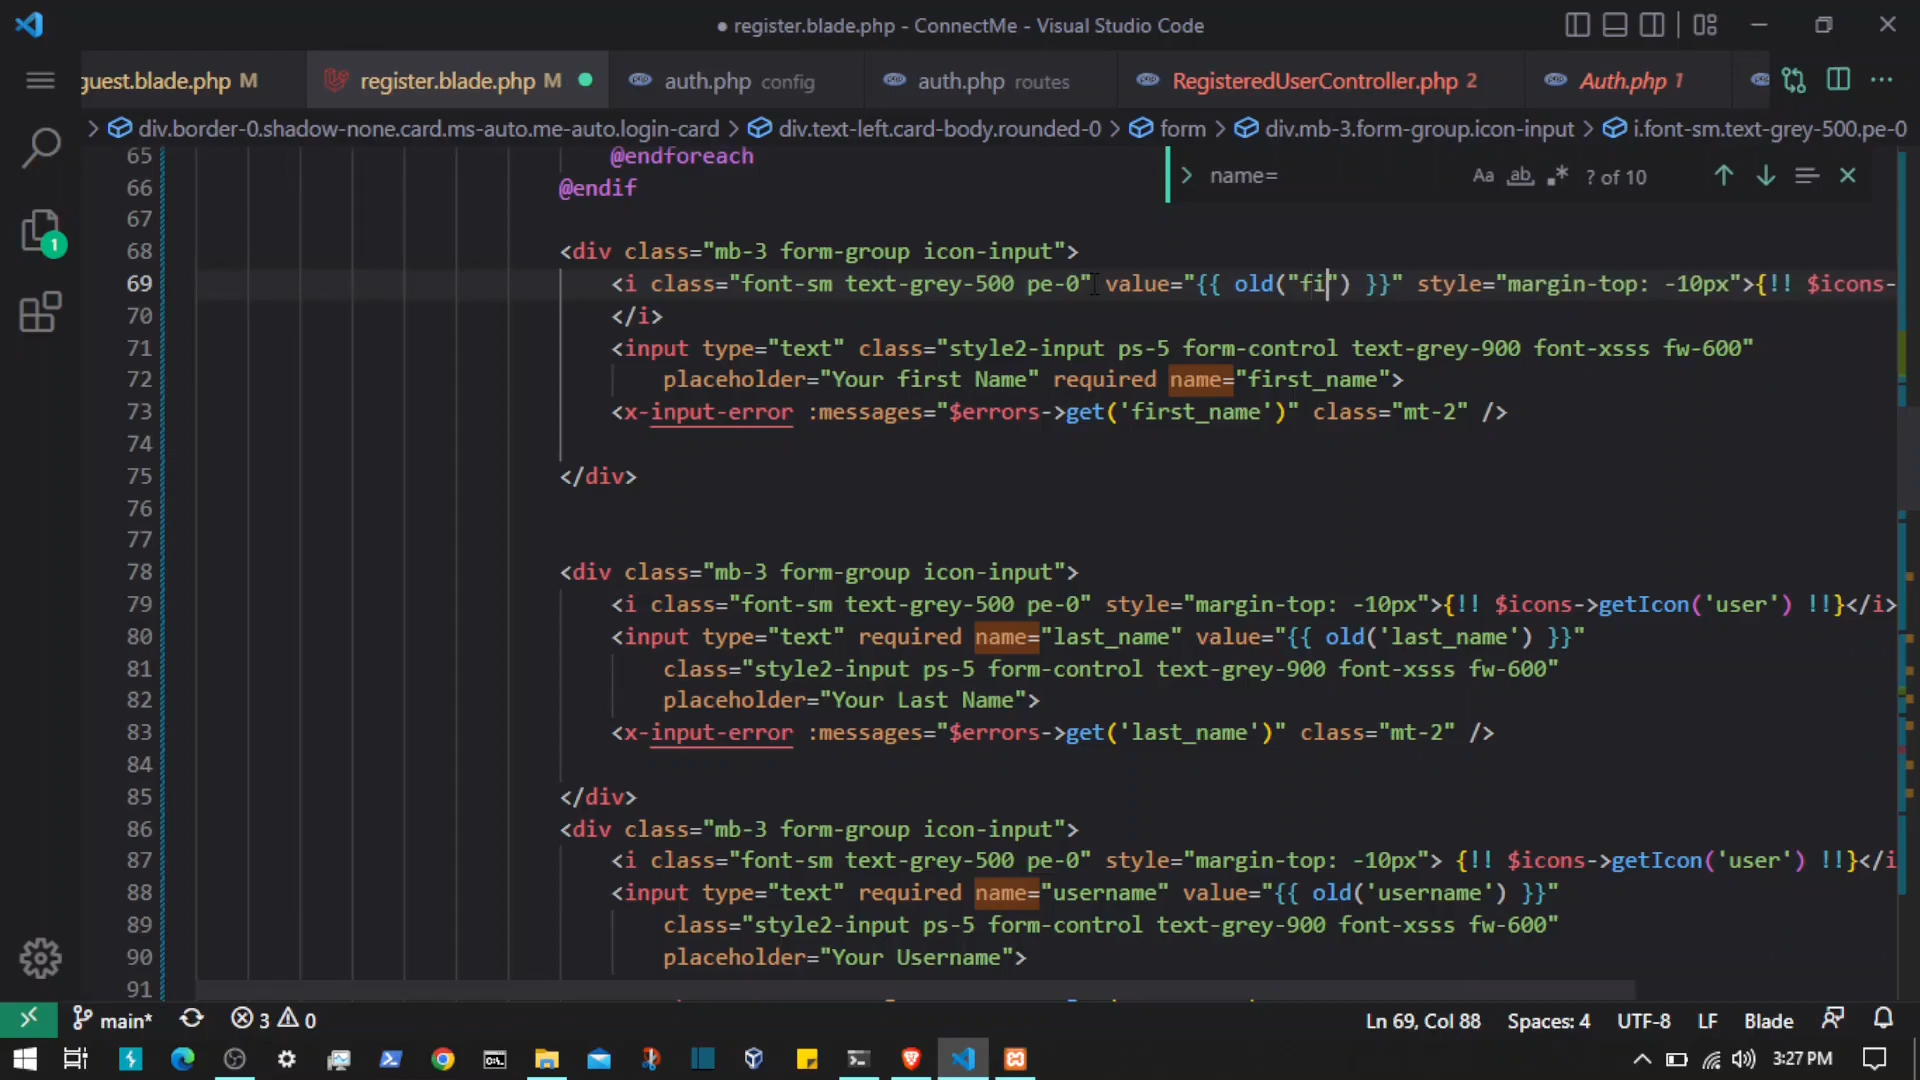 ● register.blade.php - ConnectMe - Visual Studio Code
guest.blade.php M register.blade.php M ● auth.php config auth.php routes RegisteredUserController.php 2 Auth.php 1 ···
> div.border-0.shadow-none.card.ms-auto.me-auto.login-card > div.text-left.card-body.rounded-0 > form > div.mb-3.form-group.icon-input > i.font-sm.text-grey-500.pe-0
name= Aa ab .* ? of 10
65 @endforeach
66 @endif
67
68 <div class="mb-3 form-group icon-input">
69 <i class="font-sm text-grey-500 pe-0" value="{{ old("fi") }}" style="margin-top: -10px">{!! $icons-
70 </i>
71 <input type="text" class="style2-input ps-5 form-control text-grey-900 font-xsss fw-600"
72 placeholder="Your first Name" required name="first_name">
73 <x-input-error :messages="$errors->get('first_name')" class="mt-2" />
74
75 </div>
76
77
78 <div class="mb-3 form-group icon-input">
79 <i class="font-sm text-grey-500 pe-0" style="margin-top: -10px">{!! $icons->getIcon('user') !!}</i>
80 <input type="text" required name="last_name" value="{{ old('last_name') }}"
81 class="style2-input ps-5 form-control text-grey-900 font-xsss fw-600"
82 placeholder="Your Last Name">
83 <x-input-error :messages="$errors->get('last_name')" class="mt-2" />
84
85 </div>
86 <div class="mb-3 form-group icon-input">
87 <i class="font-sm text-grey-500 pe-0" style="margin-top: -10px"> {!! $icons->getIcon('user') !!}</i
88 <input type="text" required name="username" value="{{ old('username') }}"
89 class="style2-input ps-5 form-control text-grey-900 font-xsss fw-600"
90 placeholder="Your Username">
91
1
main* 3 0 Ln 69, Col 88 Spaces: 4 UTF-8 LF Blade
3:27 PM